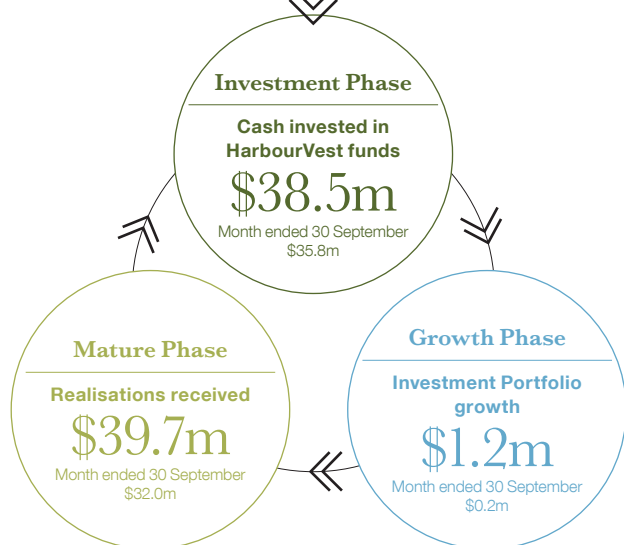 Investment Phase
Cash invested in
HarbourVest funds
$38.5m
Month ended 30 September
$35.8m
Mature Phase
Realisations received
$39.7m
Month ended 30 September
$32.0m
Growth Phase
Investment Portfolio
growth
$1.2m
Month ended 30 September
$0.2m